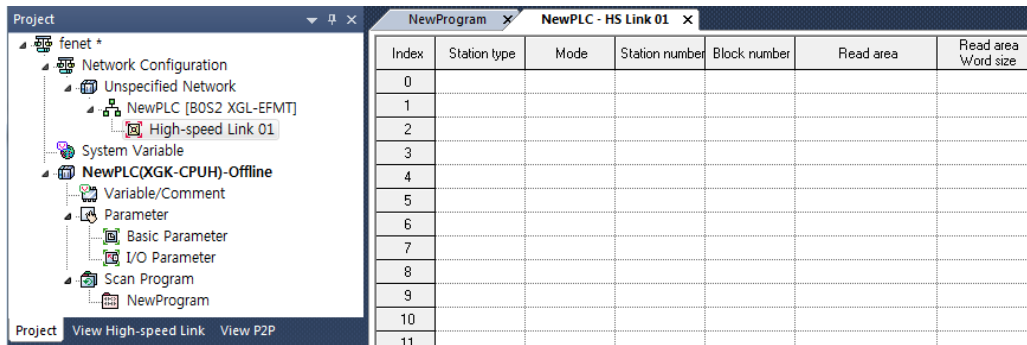 Project
fenet *
Network Configuration
Unspecified Network
NewPLC [B0S2 XGL-EFMT]
High-speed Link 01
System Variable
NewPLC(XGK-CPUH)-Offline
Variable/Comment
Parameter
Basic Parameter
I/O Parameter
Scan Program
NewProgram
Project View High-speed Link View P2P
NewProgram NewPLC - HS Link 01
Index Station type Mode Station number Block number Read area Read area
Word size
0
1
2
3
4
5
6
7
8
9
10
11